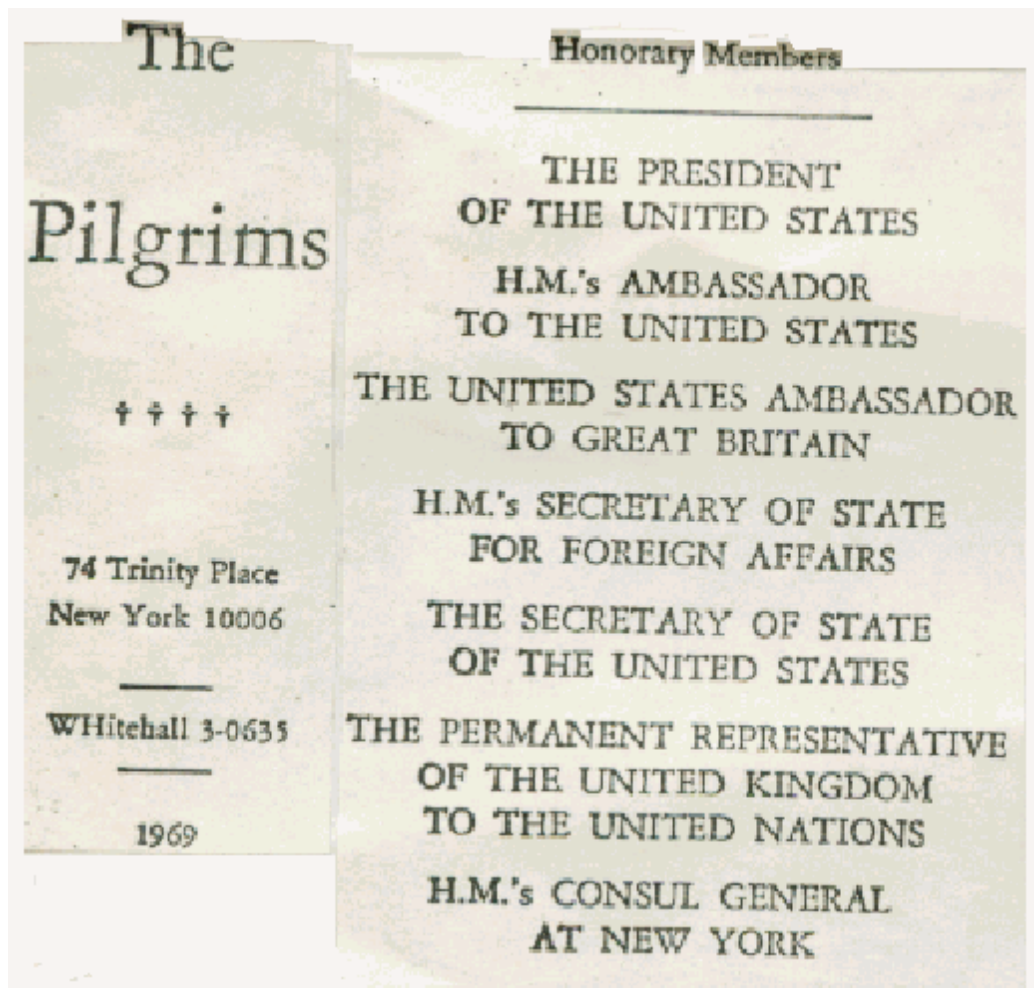 The
Pilgrims
✝ ✝ ✝ ✝
74 Trinity Place
New York 10006
WHitehall 3-0635
1969
Honorary Members
THE PRESIDENT
OF THE UNITED STATES
H.M.'s AMBASSADOR
TO THE UNITED STATES
THE UNITED STATES AMBASSADOR
TO GREAT BRITAIN
H.M.'s SECRETARY OF STATE
FOR FOREIGN AFFAIRS
THE SECRETARY OF STATE
OF THE UNITED STATES
THE PERMANENT REPRESENTATIVE
OF THE UNITED KINGDOM
TO THE UNITED NATIONS
H.M.'s CONSUL GENERAL
AT NEW YORK